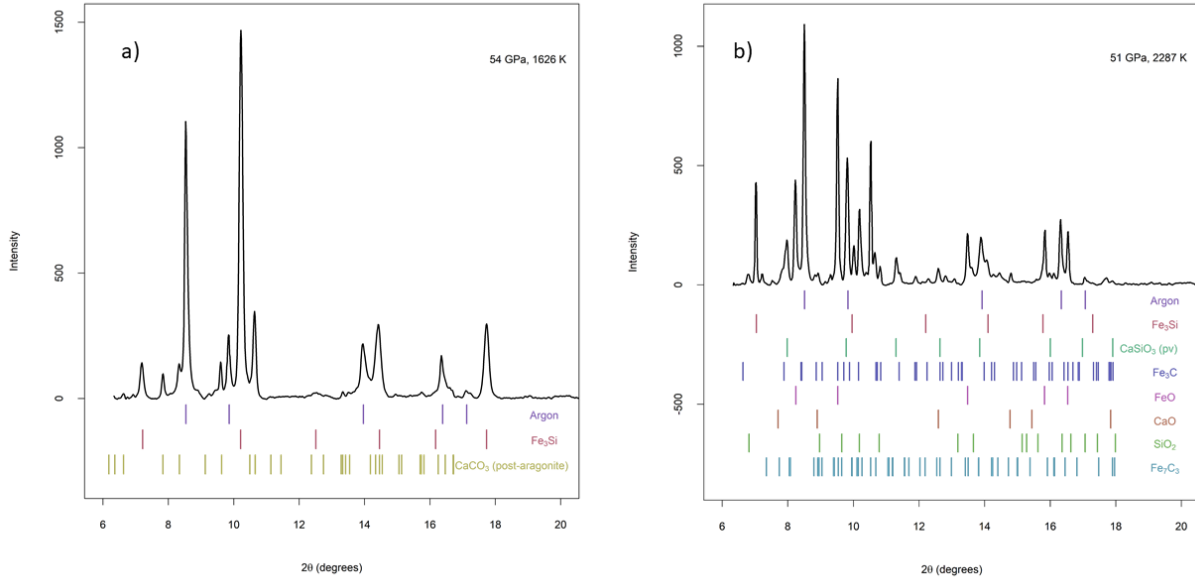 a)
54 GPa, 1626 K
Intensity
1500
1000
500
0
Argon
Fe₃Si
CaCO₃ (post-aragonite)
6 8 10 12 14 16 18 20
2θ (degrees)
b)
51 GPa, 2287 K
Intensity
1000
500
0
-500
Argon
Fe₃Si
CaSiO₃ (pv)
Fe₃C
FeO
CaO
SiO₂
Fe₇C₃
6 8 10 12 14 16 18 20
2θ (degrees)